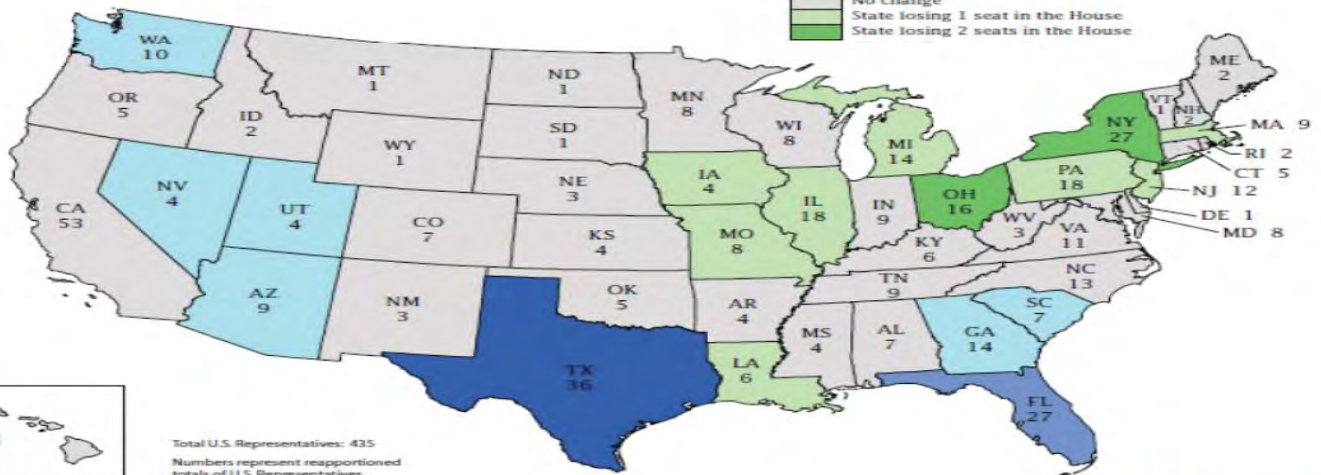 No change
State losing 1 seat in the House
State losing 2 seats in the House
WA
10
MT
1
ND
1
ME
2
OR
5
ID
2
MN
8
VT
1
NH
2
SD
1
WI
8
NY
27
MA 9
WY
1
MI
14
RI 2
CT 5
NV
4
UT
4
NE
3
IA
4
PA
18
NJ 12
CA
53
CO
7
IL
18
IN
9
OH
16
DE 1
MD 8
WV
3
VA
11
KS
4
MO
8
KY
6
AZ
9
NM
3
OK
5
AR
4
TN
9
NC
13
SC
7
MS
4
AL
7
GA
14
TX
36
LA
6
FL
27
Total U.S. Representatives: 435
Numbers represent reapportioned
totals of U.S. Representatives